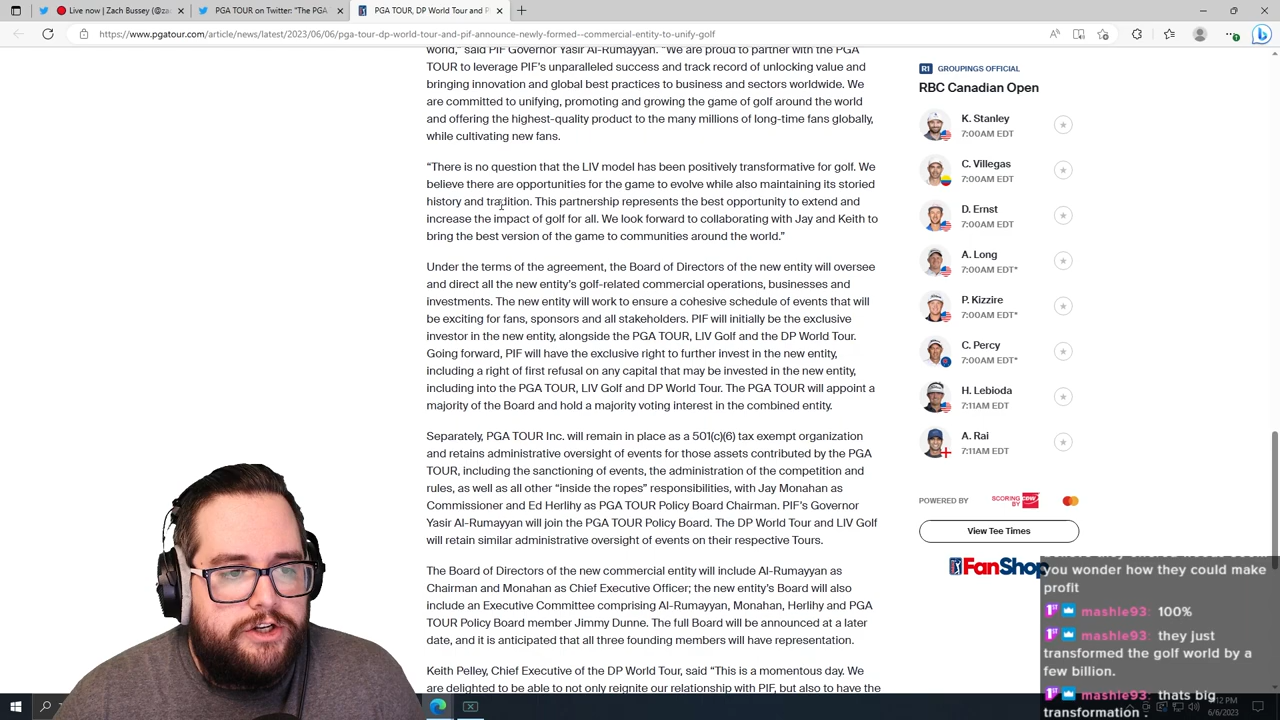 Live now | Zach Bussey (@za
PGA TOUR on Twitter: "The PGA
PGA TOUR, DP World Tour and P
https://www.pgatour.com/article/news/latest/2023/06/06/pga-tour-dp-world-tour-and-pif-announce-newly-formed--commercial-entity-to-unify-golf
world," said PIF Governor Yasir Al-Rumayyan. "We are proud to partner with the PGA
TOUR to leverage PIF's unparalleled success and track record of unlocking value and
bringing innovation and global best practices to business and sectors worldwide. We
are committed to unifying, promoting and growing the game of golf around the world
and offering the highest-quality product to the many millions of long-time fans globally,
while cultivating new fans.
“There is no question that the LIV model has been positively transformative for golf. We
believe there are opportunities for the game to evolve while also maintaining its storied
history and tradition. This partnership represents the best opportunity to extend and
increase the impact of golf for all. We look forward to collaborating with Jay and Keith to
bring the best version of the game to communities around the world.”
Under the terms of the agreement, the Board of Directors of the new entity will oversee
and direct all the new entity’s golf-related commercial operations, businesses and
investments. The new entity will work to ensure a cohesive schedule of events that will
be exciting for fans, sponsors and all stakeholders. PIF will initially be the exclusive
investor in the new entity, alongside the PGA TOUR, LIV Golf and the DP World Tour.
Going forward, PIF will have the exclusive right to further invest in the new entity,
including a right of first refusal on any capital that may be invested in the new entity,
including into the PGA TOUR, LIV Golf and DP World Tour. The PGA TOUR will appoint a
majority of the Board and hold a majority voting interest in the combined entity.
Separately, PGA TOUR Inc. will remain in place as a 501(c)(6) tax exempt organization
and retains administrative oversight of events for those assets contributed by the PGA
TOUR, including the sanctioning of events, the administration of the competition and
rules, as well as all other “inside the ropes” responsibilities, with Jay Monahan as
Commissioner and Ed Herlihy as PGA TOUR Policy Board Chairman. PIF’s Governor
Yasir Al-Rumayyan will join the PGA TOUR Policy Board. The DP World Tour and LIV Golf
will retain similar administrative oversight of events on their respective Tours.
The Board of Directors of the new commercial entity will include Al-Rumayyan as
Chairman and Monahan as Chief Executive Officer; the new entity’s Board will also
include an Executive Committee comprising Al-Rumayyan, Monahan, Herlihy and PGA
TOUR Policy Board member Jimmy Dunne. The full Board will be announced at a later
date, and it is anticipated that all three founding members will have representation.
Keith Pelley, Chief Executive of the DP World Tour, said “This is a momentous day. We
are delighted to be able to not only reignite our relationship with PIF, but also to have the
R1 GROUPINGS OFFICIAL
RBC Canadian Open
K. Stanley
7:00AM EDT
C. Villegas
7:00AM EDT
D. Ernst
7:00AM EDT
A. Long
7:00AM EDT*
P. Kizzire
7:00AM EDT*
C. Percy
7:00AM EDT*
H. Lebioda
7:11AM EDT
A. Rai
7:11AM EDT
POWERED BY
SCORING BY CDW
View Tee Times
FanShop
you wonder how they could make
profit
mashle93: 100%
mashle93: they just
transformed the golf world by a
few billion.
mashle93: thats big
transformation .
6/6/2023